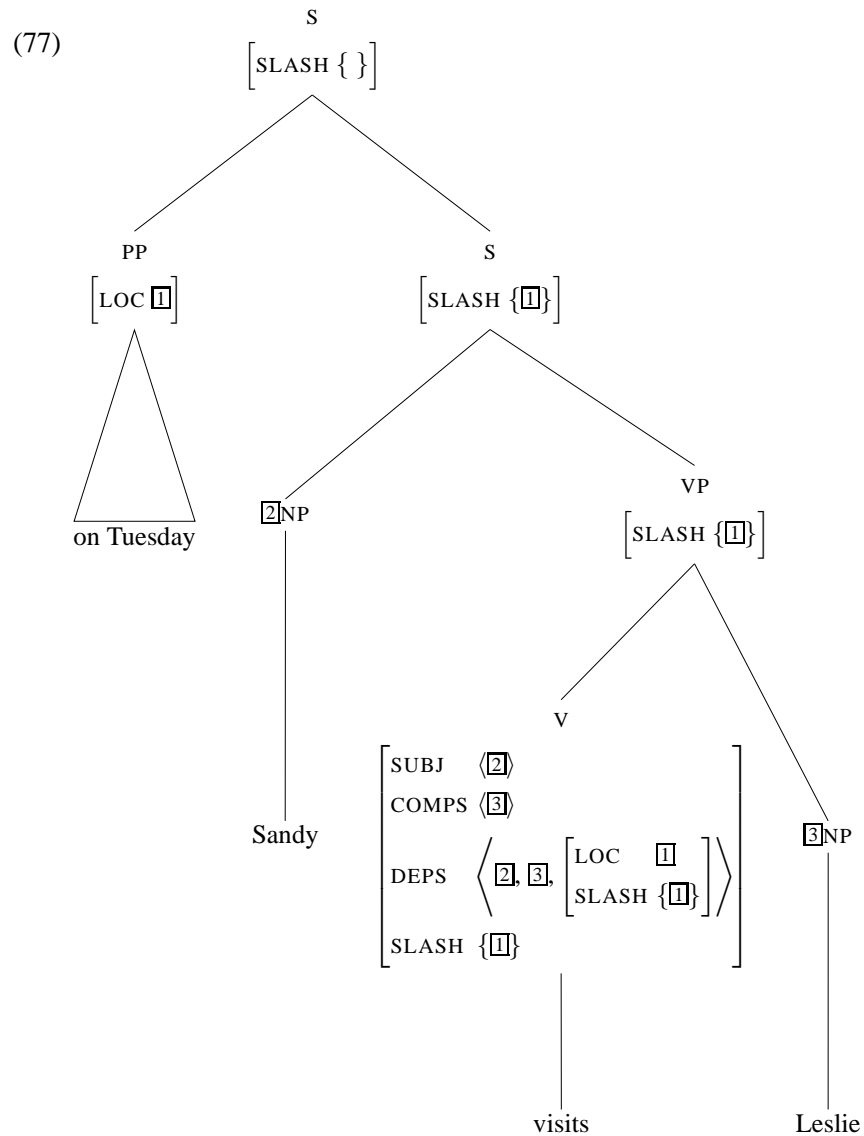 (77)
S
[SLASH { }]
PP
S
[LOC 1]
[SLASH {1}]
VP
2NP
[SLASH {1}]
on Tuesday
V
SUBJ ⟨2⟩
COMPS ⟨3⟩
Sandy
3NP
DEPS ⟨2, 3, [LOC 1
SLASH {1}]⟩
SLASH {1}
visits
Leslie